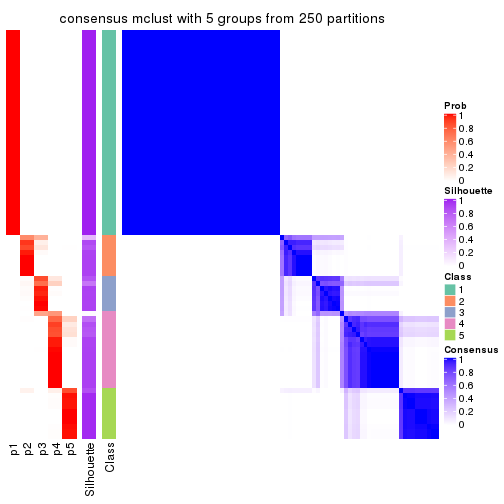 consensus mclust with 5 groups from 250 partitions
Prob
1
0.8
0.6
0.4
0.2
0
Silhouette
1
0.8
0.6
0.4
0.2
0
Class
1
2
3
4
5
Consensus
1
0.8
0.6
0.4
0.2
0
p1
p2
p3
p4
p5
Silhouette
Class